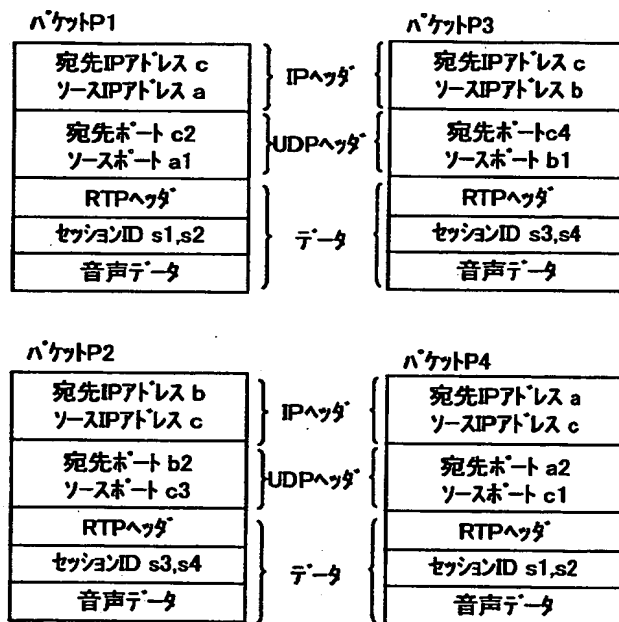 パケットP1
宛先IPアドレス c
ソースIPアドレス a
宛先ポート c2
ソースポート a1
RTPヘッダ
セッションID s1,s2
音声データ
IPヘッダ
UDPヘッダ
データ
パケットP3
宛先IPアドレス c
ソースIPアドレス b
宛先ポートc4
ソースポート b1
RTPヘッダ
セッションID s3,s4
音声データ
パケットP2
宛先IPアドレス b
ソースIPアドレス c
宛先ポート b2
ソースポート c3
RTPヘッダ
セッションID s3,s4
音声データ
IPヘッダ
UDPヘッダ
データ
パケットP4
宛先IPアドレス a
ソースIPアドレス c
宛先ポート a2
ソースポート c1
RTPヘッダ
セッションID s1,s2
音声データ